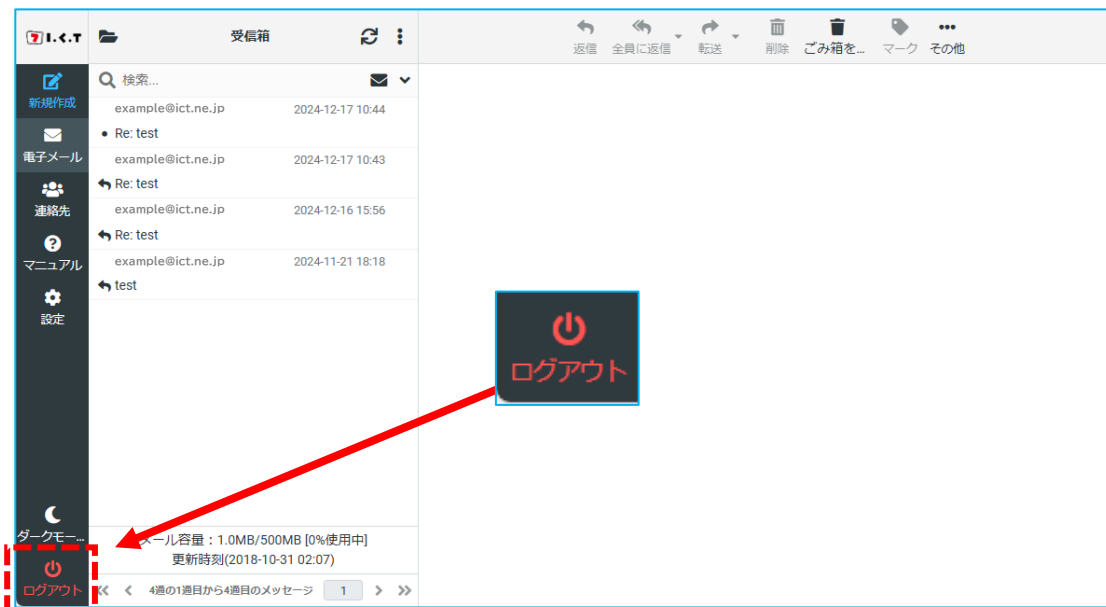 I.C.T
受信箱
返信
全員に返信
転送
削除
ごみ箱を...
マーク
その他
新規作成
電子メール
連絡先
マニュアル
設定
ダークモー...
ログアウト
検索...
example@ict.ne.jp 2024-12-17 10:44
• Re: test
example@ict.ne.jp 2024-12-17 10:43
Re: test
example@ict.ne.jp 2024-12-16 15:56
Re: test
example@ict.ne.jp 2024-11-21 18:18
test
ログアウト
メール容量：1.0MB/500MB [0%使用中]
更新時刻(2018-10-31 02:07)
4通の1通目から4通目のメッセージ 1